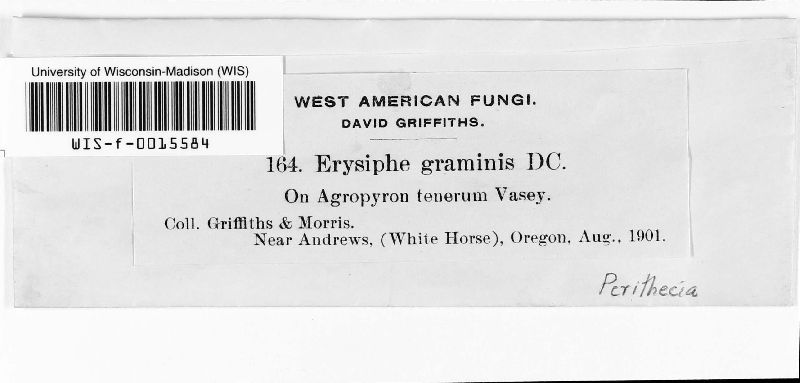 University of Wisconsin-Madison (WIS)
WIS-f-0015584
WEST AMERICAN FUNGI.
DAVID GRIFFITHS.
164. Erysiphe graminis DC.
On Agropyron tenerum Vasey.
Coll. Griffiths & Morris.
Near Andrews, (White Horse), Oregon, Aug., 1901.
Perithecia